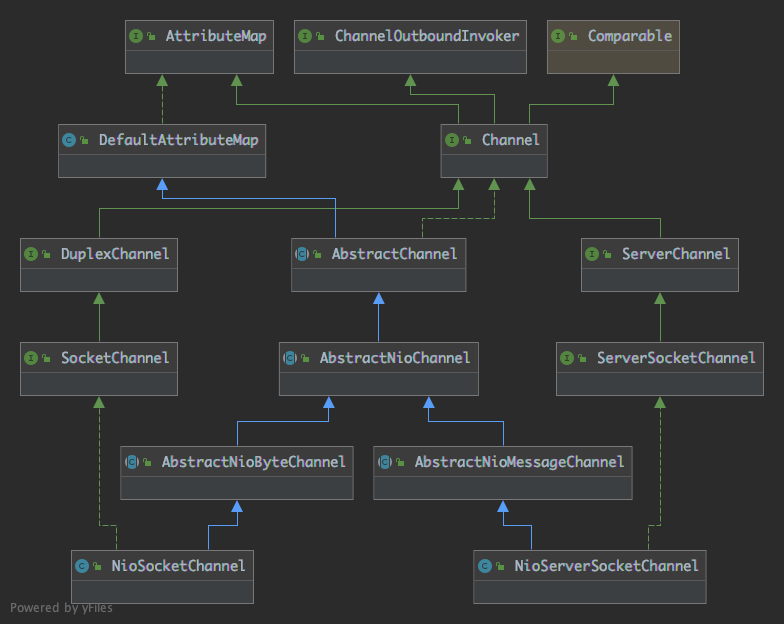 AttributeMap
ChannelOutboundInvoker
Comparable
DefaultAttributeMap
Channel
DuplexChannel
AbstractChannel
ServerChannel
SocketChannel
AbstractNioChannel
ServerSocketChannel
AbstractNioByteChannel
AbstractNioMessageChannel
NioSocketChannel
NioServerSocketChannel
Powered by yFiles